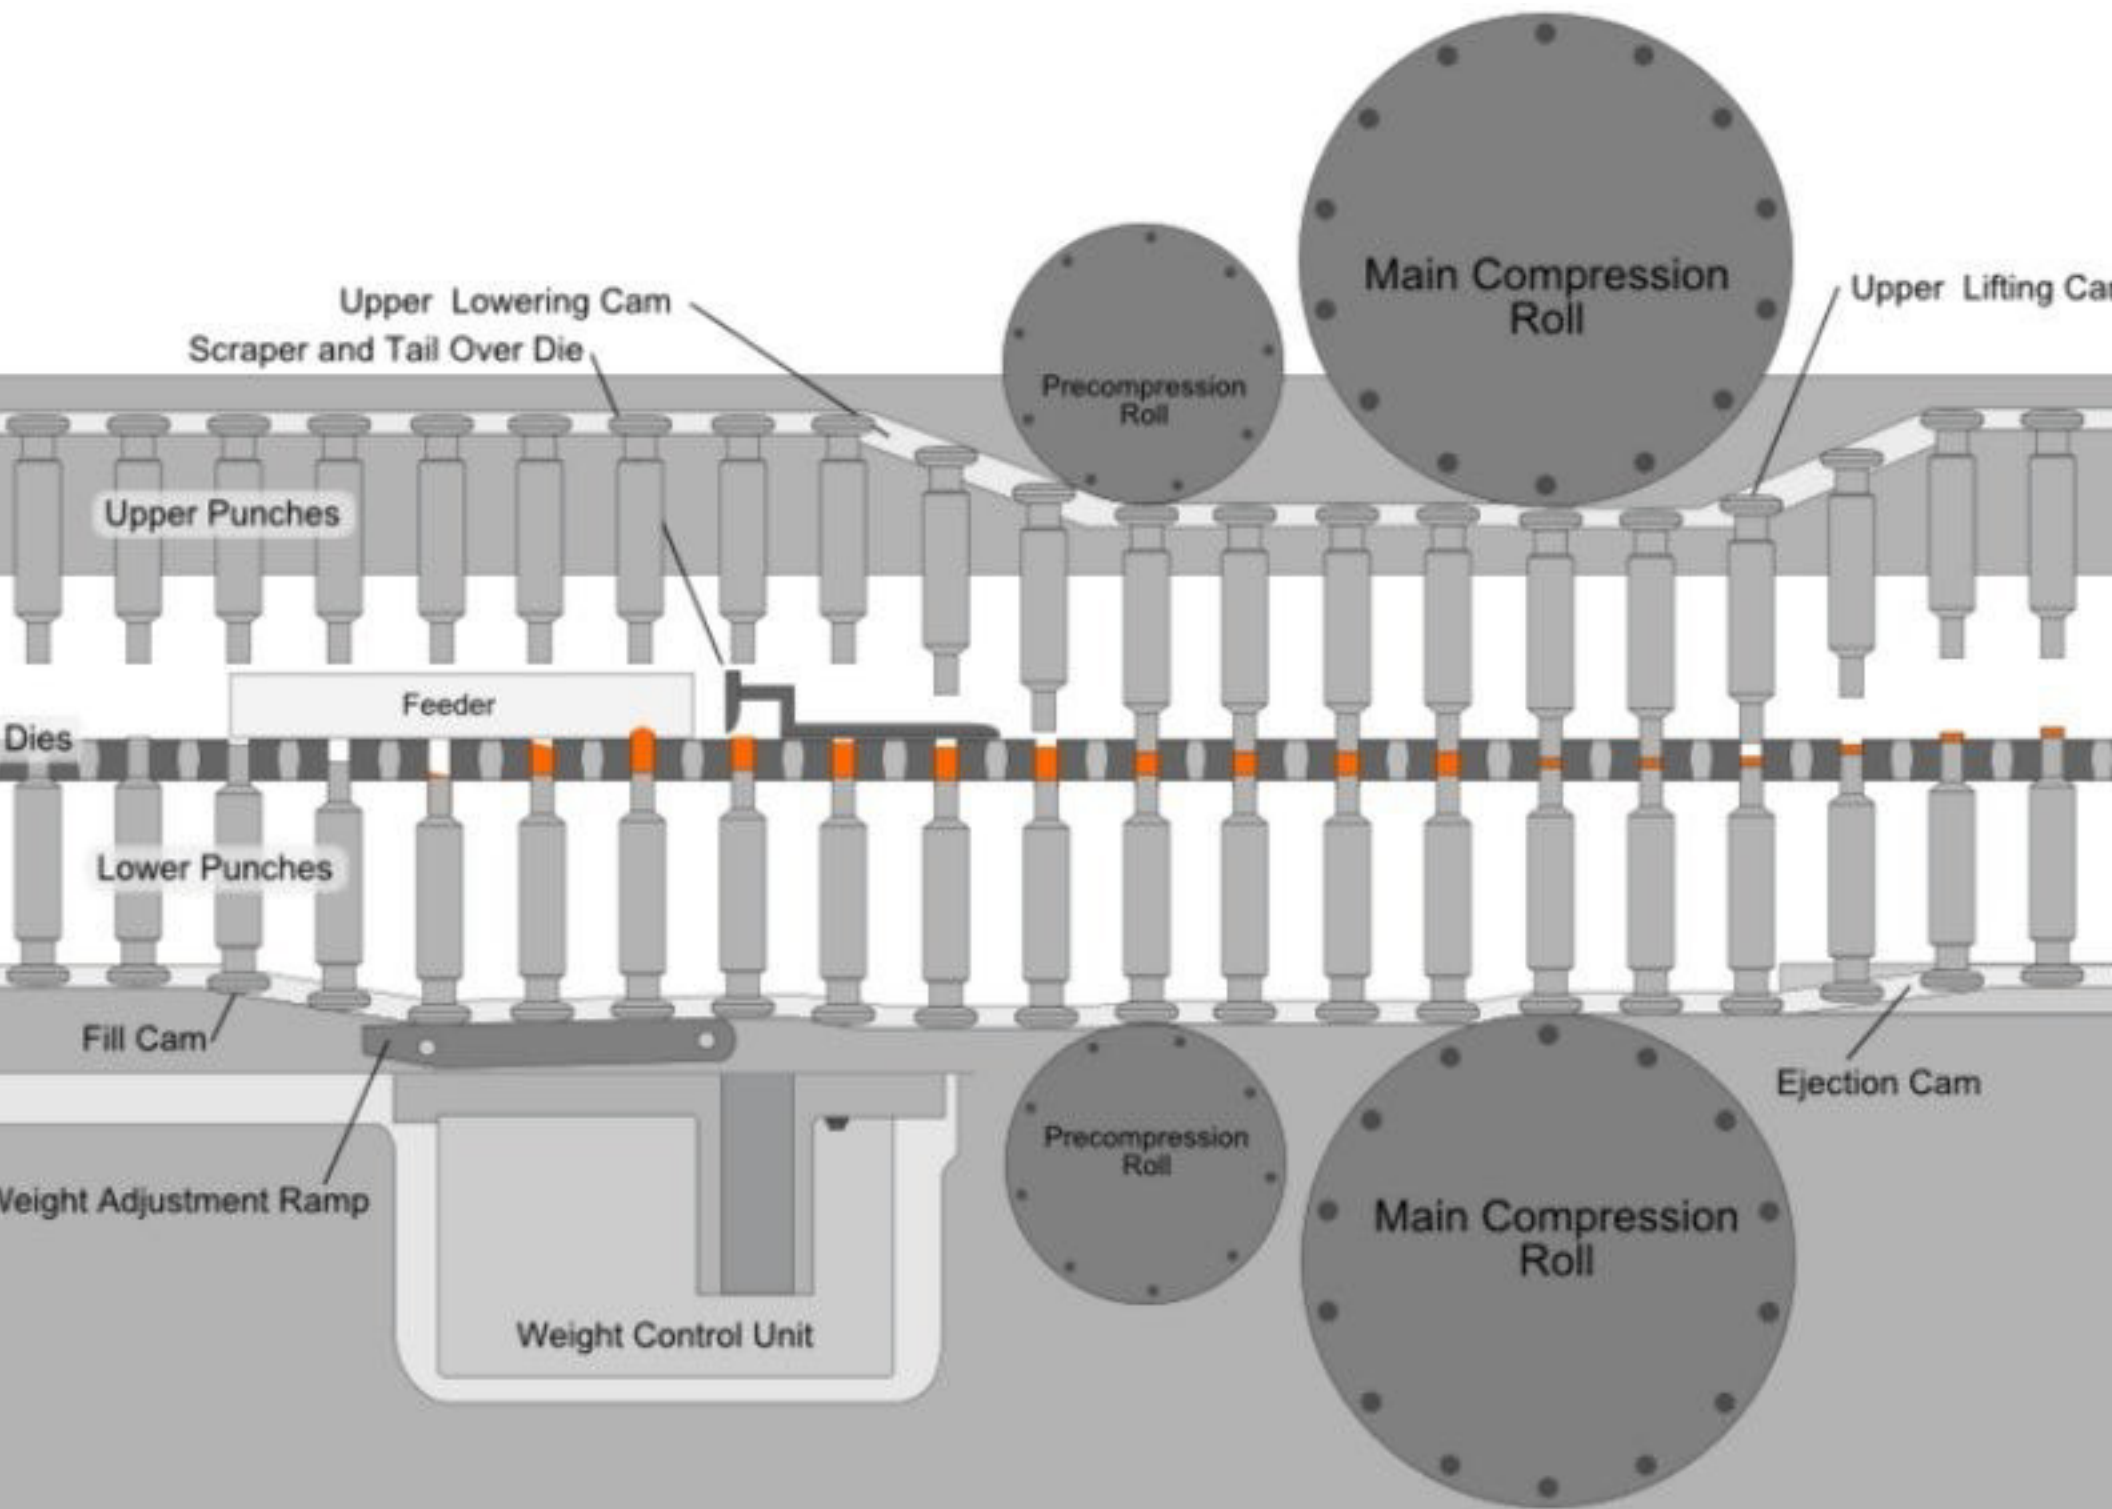 Main Compression
Roll
Upper Lifting Ca
Upper Lowering Cam
Scraper and Tail Over Die
Precompression
Roll
Upper Punches
Feeder
Dies
Lower Punches
Fill Cam
Ejection Cam
Precompression
Roll
Weight Adjustment Ramp
Main Compression
Roll
Weight Control Unit